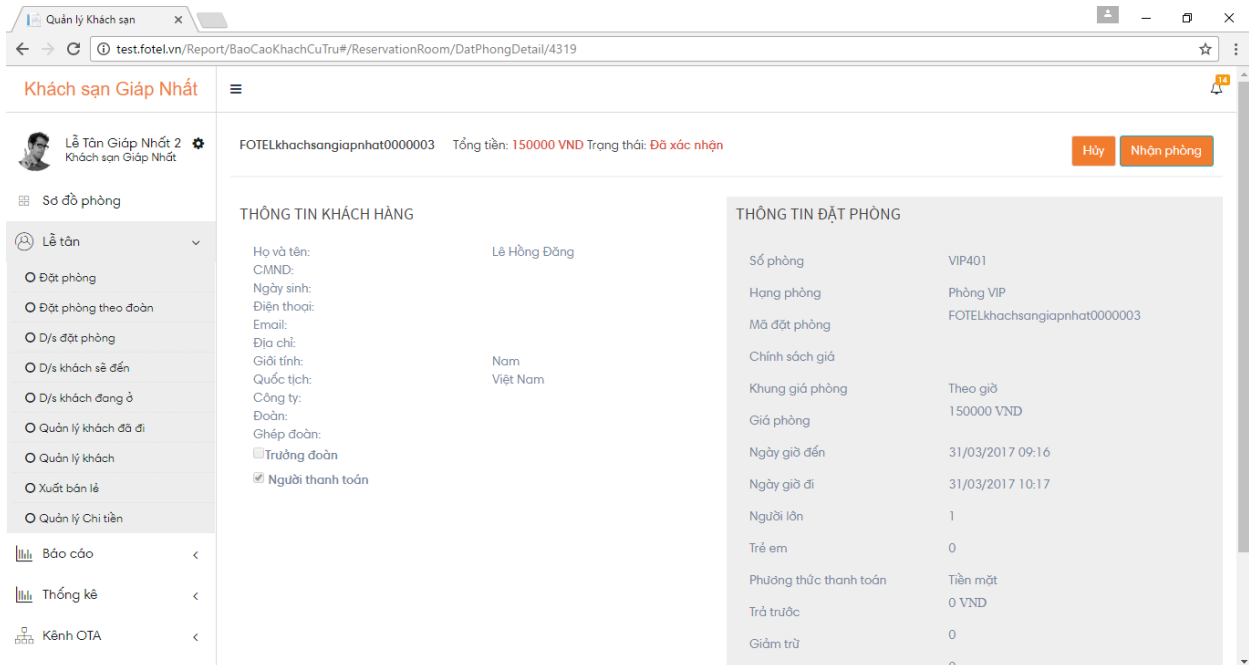 Quản lý Khách sạn
test.fotel.vn/Report/BaoCaoKhachCuTru#/ReservationRoom/DatPhongDetail/4319
Khách sạn Giáp Nhất
14
Lễ Tân Giáp Nhất 2
Khách sạn Giáp Nhất
Sơ đồ phòng
Lễ tân
Đặt phòng
Đặt phòng theo đoàn
D/s đặt phòng
D/s khách sẽ đến
D/s khách đang ở
Quản lý khách đã đi
Quản lý khách
Xuất bán lẻ
Quản lý Chi tiền
Báo cáo
Thống kê
Kênh OTA
FOTELkhachsangiapnhat0000003 Tổng tiền: 150000 VND Trạng thái: Đã xác nhận
Hủy Nhận phòng
THÔNG TIN KHÁCH HÀNG
Họ và tên: Lê Hồng Đăng
CMND:
Ngày sinh:
Điện thoại:
Email:
Địa chỉ:
Giới tính: Nam
Quốc tịch: Việt Nam
Công ty:
Đoàn:
Ghép đoàn:
Trưởng đoàn
Người thanh toán
THÔNG TIN ĐẶT PHÒNG
Số phòng VIP401
Hạng phòng Phòng VIP
Mã đặt phòng FOTELkhachsangiapnhat0000003
Chính sách giá
Khung giá phòng Theo giờ
Giá phòng 150000 VND
Ngày giờ đến 31/03/2017 09:16
Ngày giờ đi 31/03/2017 10:17
Người lớn 1
Trẻ em 0
Phương thức thanh toán Tiền mặt
Trả trước 0 VND
Giảm trừ 0